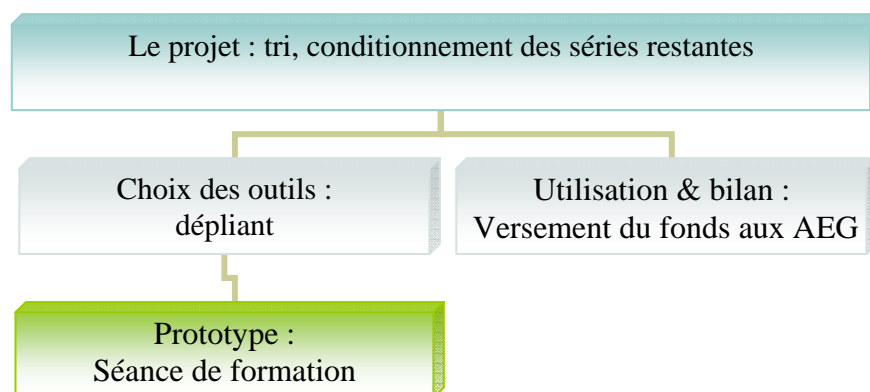 Le projet : tri, conditionnement des séries restantes
Choix des outils :
dépliant
Utilisation & bilan :
Versement du fonds aux AEG
Prototype :
Séance de formation